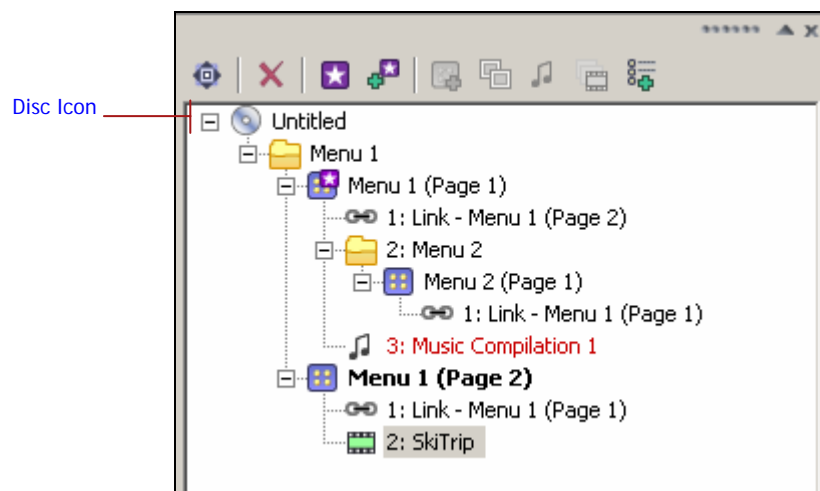 Disc Icon
Untitled
Menu 1
Menu 1 (Page 1)
1: Link - Menu 1 (Page 2)
2: Menu 2
Menu 2 (Page 1)
1: Link - Menu 1 (Page 1)
3: Music Compilation 1
Menu 1 (Page 2)
1: Link - Menu 1 (Page 1)
2: SkiTrip